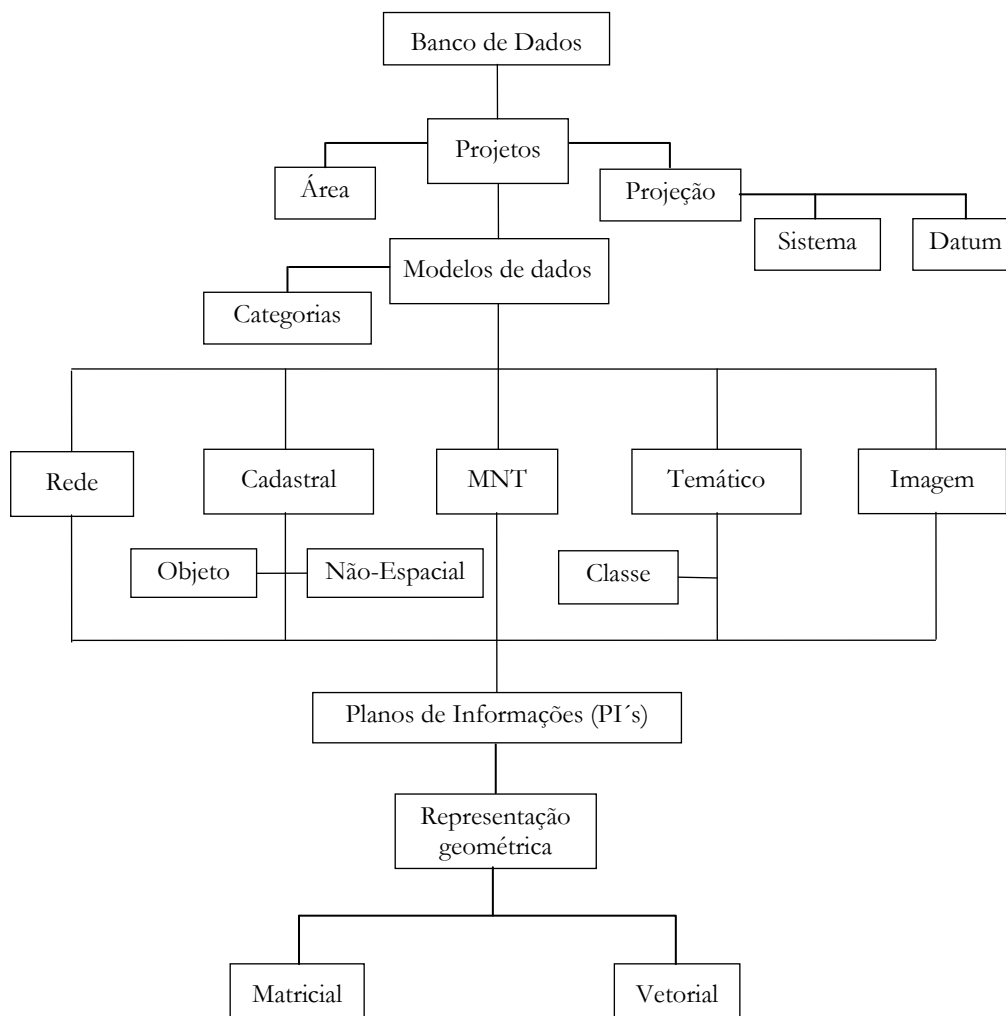 Banco de Dados
Projetos
Área
Projeção
Sistema
Datum
Modelos de dados
Categorias
Rede
Cadastral
MNT
Temático
Imagem
Objeto
Não-Espacial
Classe
Planos de Informações (PI´s)
Representação
geométrica
Matricial
Vetorial